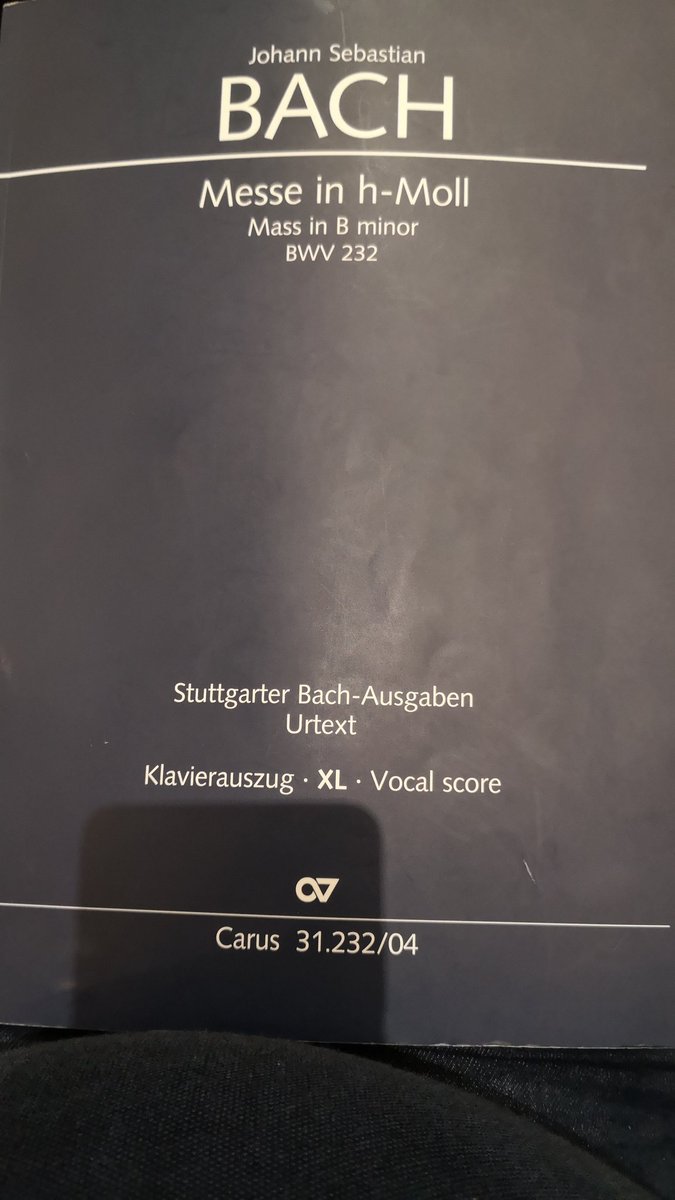 Johann Sebastian
BACH
Messe in h-Moll
Mass in B minor
BWV 232
Stuttgarter Bach-Ausgaben
Urtext
Klavierauszug · XL · Vocal score
Carus 31.232/04